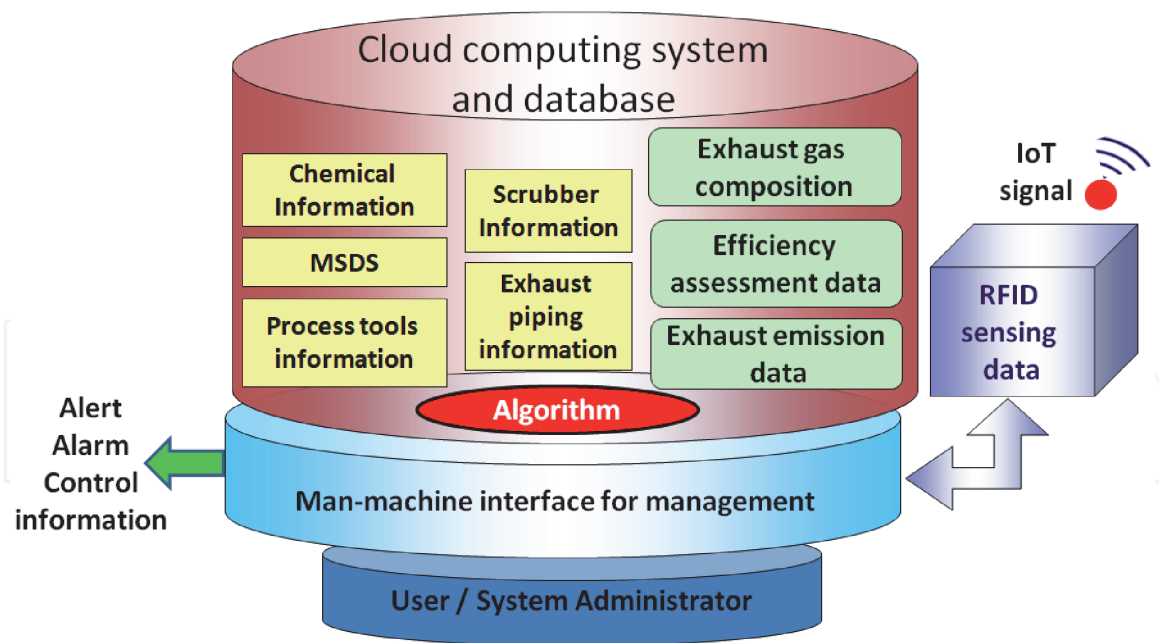 Cloud computing system
and database
Chemical
Information
MSDS
Process tools
information
Scrubber
Information
Exhaust
piping
information
Exhaust gas
composition
Efficiency
assessment data
Exhaust emission
data
Algorithm
IoT
signal
RFID
sensing
data
Alert
Alarm
Control
information
Man-machine interface for management
User / System Administrator